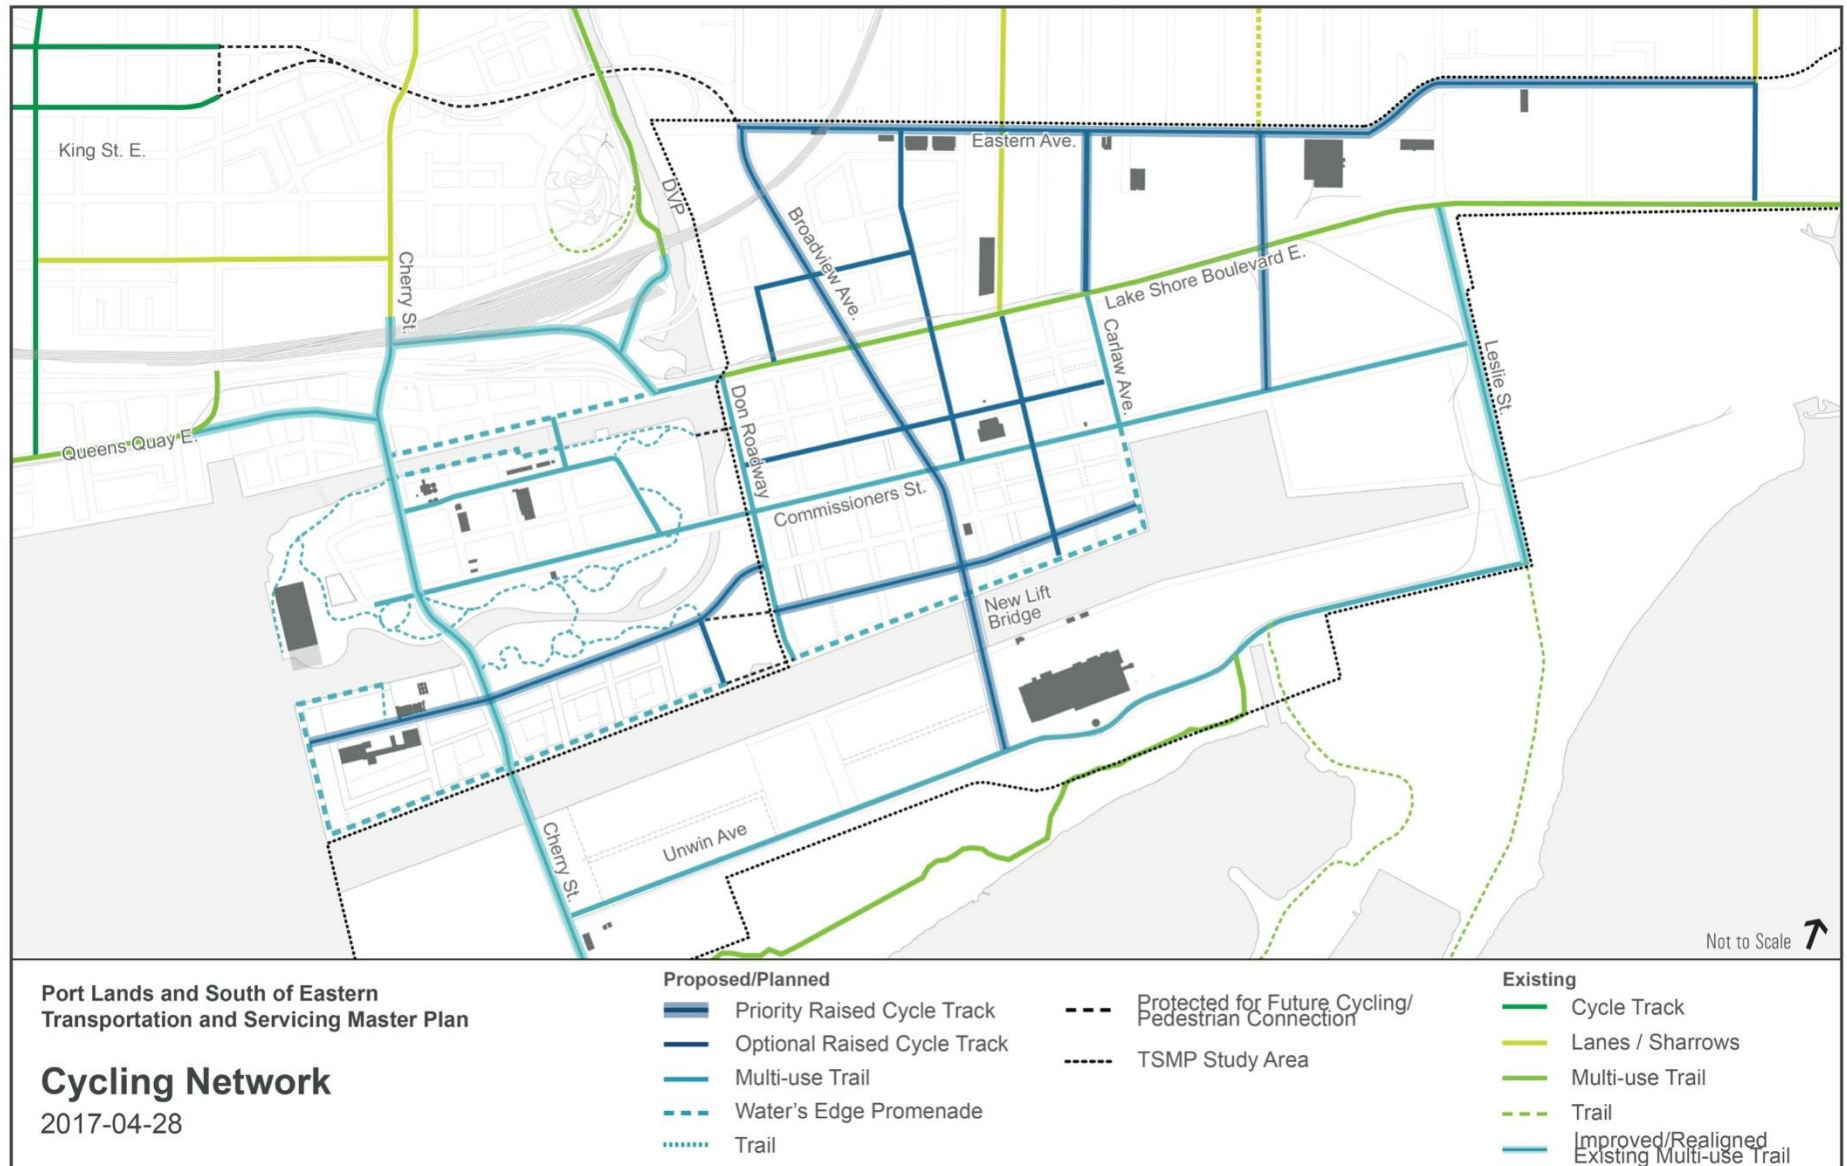 King St. E.
Eastern Ave.
DVP
Broadview Ave.
Cherry St.
Lake Shore Boulevard E.
Carlaw Ave.
Leslie St.
Don Roadway
Queens Quay E.
Commissioners St.
New Lift
Bridge
Cherry St.
Unwin Ave
Not to Scale
Port Lands and South of Eastern
Transportation and Servicing Master Plan
Cycling Network
2017-04-28
Proposed/Planned
Priority Raised Cycle Track
Optional Raised Cycle Track
Multi-use Trail
Water's Edge Promenade
Trail
Protected for Future Cycling/
Pedestrian Connection
TSMP Study Area
Existing
Cycle Track
Lanes / Sharrows
Multi-use Trail
Trail
Improved/Realigned
Existing Multi-use Trail